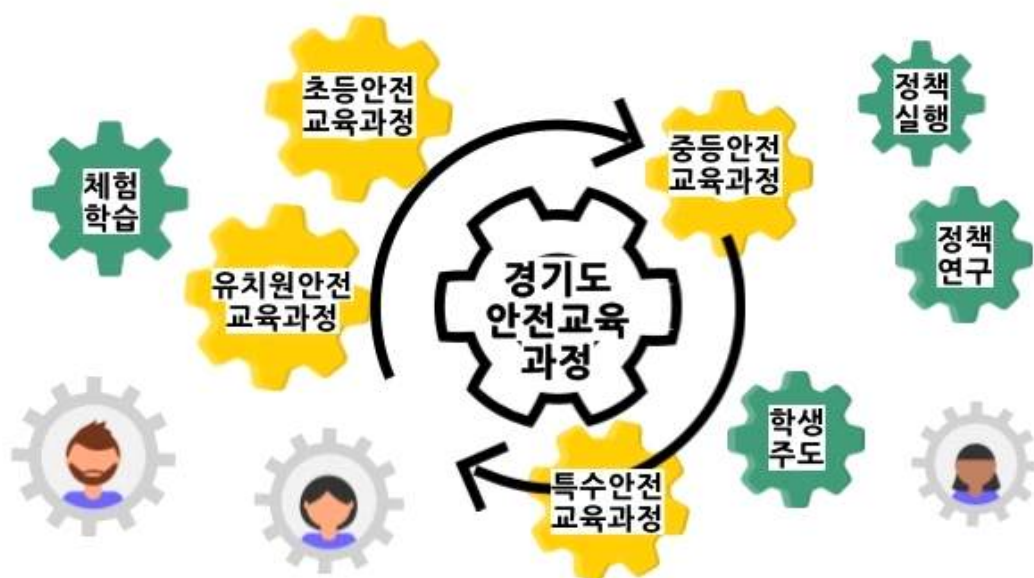 초등안전
교육과정
정책
실행
중등안전
교육과정
체험
학습
정책
연구
유치원안전
교육과정
경기도
안전교육
과정
학생
주도
특수안전
교육과정